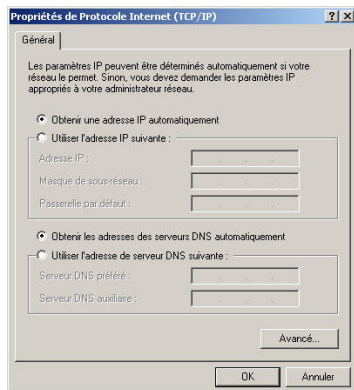 Propriétés de Protocole Internet (TCP/IP)
Général
Les paramètres IP peuvent être déterminés automatiquement si votre
réseau le permet. Sinon, vous devez demander les paramètres IP
appropriés à votre administrateur réseau.
Obtenir une adresse IP automatiquement
Utiliser l'adresse IP suivante :
Adresse IP :
Masque de sous-réseau :
Passerelle par défaut :
Obtenir les adresses des serveurs DNS automatiquement
Utiliser l'adresse de serveur DNS suivante :
Serveur DNS préféré :
Serveur DNS auxiliaire :
Avancé...
OK Annuler